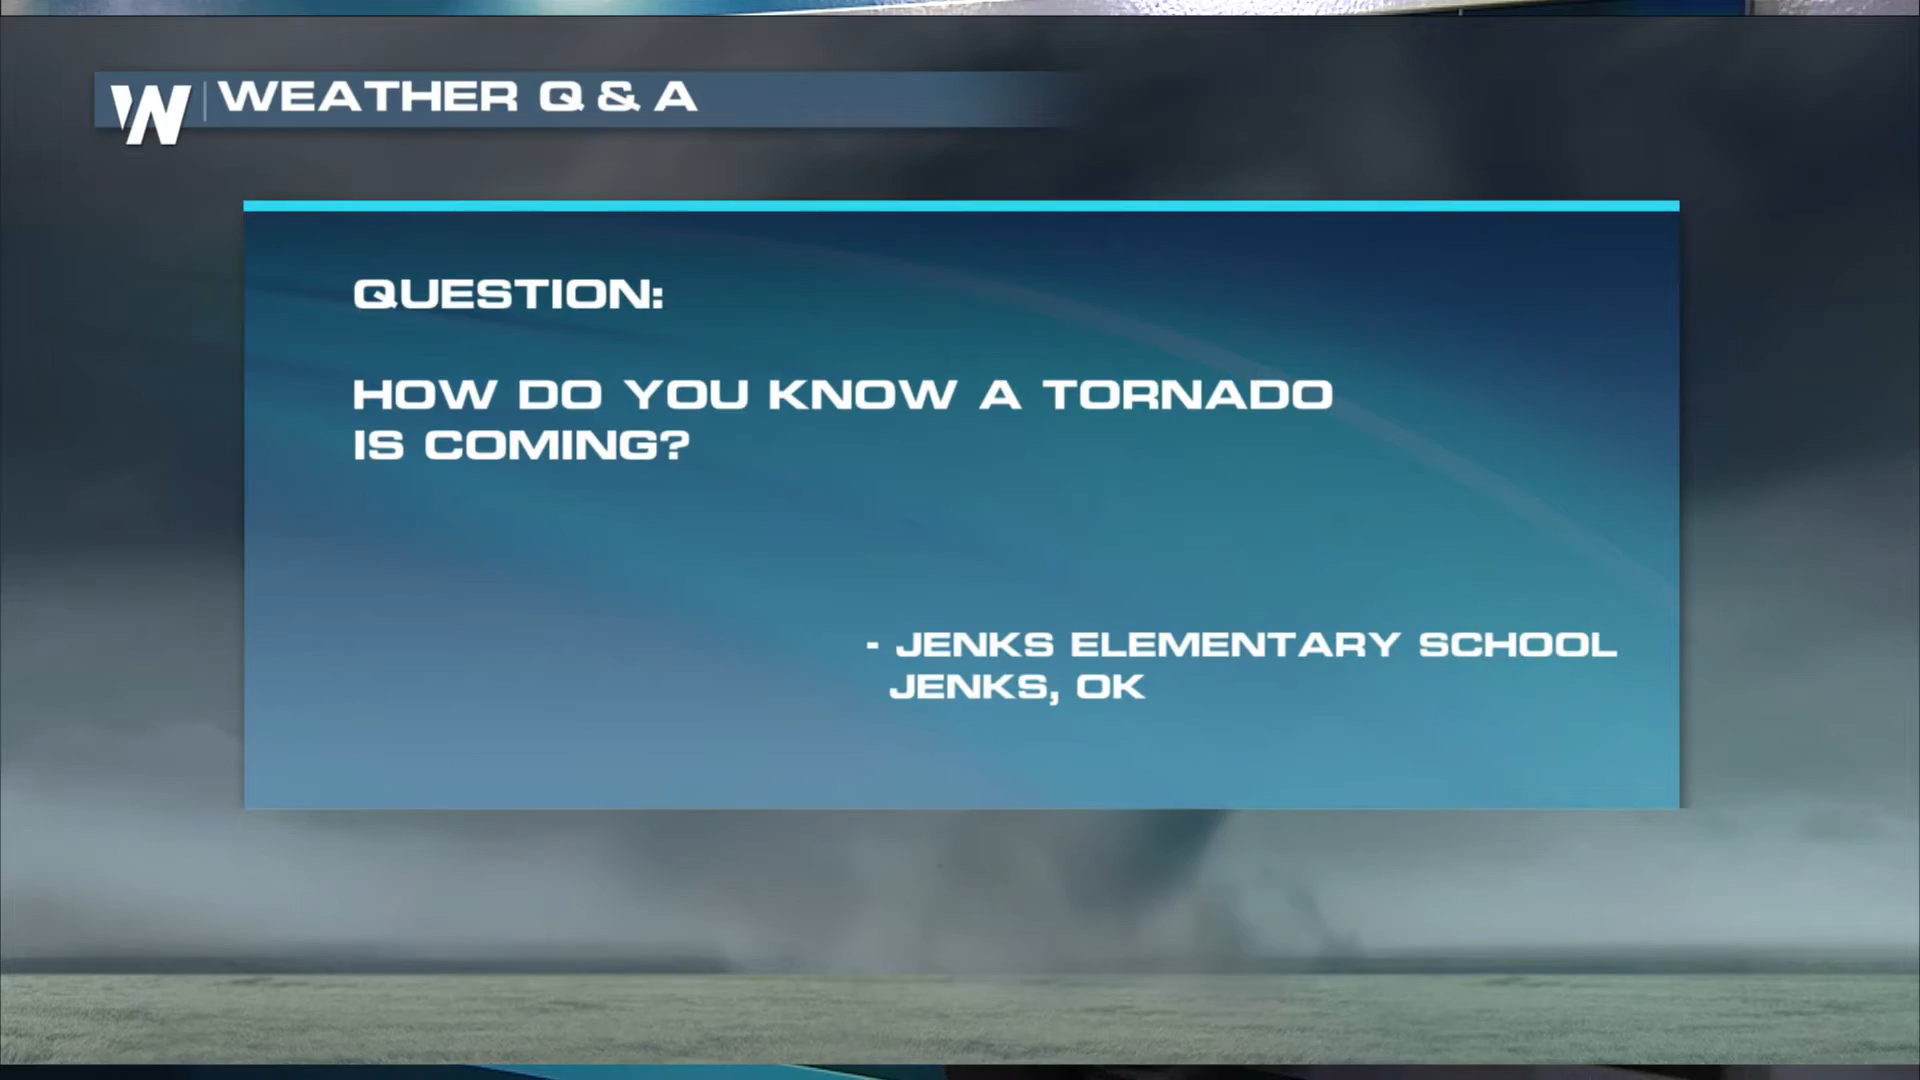 W WEATHER Q & A
QUESTION:
HOW DO YOU KNOW A TORNADO
IS COMING?
- JENKS ELEMENTARY SCHOOL
JENKS, OK